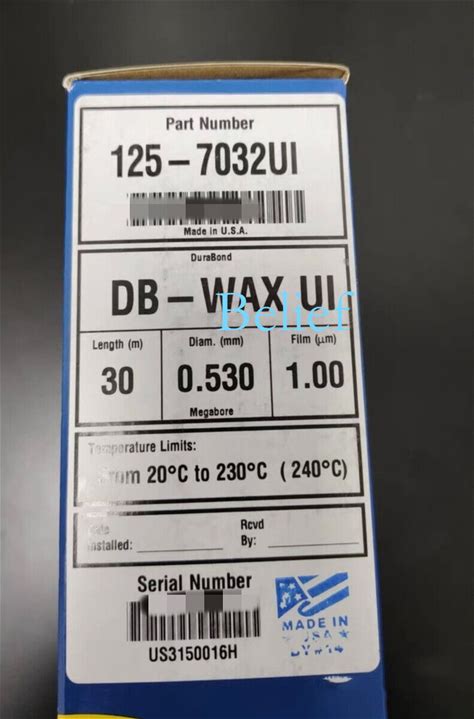 Part Number
125-7032UI
Made in U.S.A.
DuraBond
DB-WAX UI
Belief
Length (m) Diam. (mm) Film (µm)
30 0.530 1.00
Megabore
Temperature Limits:
From 20°C to 230°C (240°C)
Date Rcvd
Installed: By:
Serial Number
US3150016H
MADE IN
USA